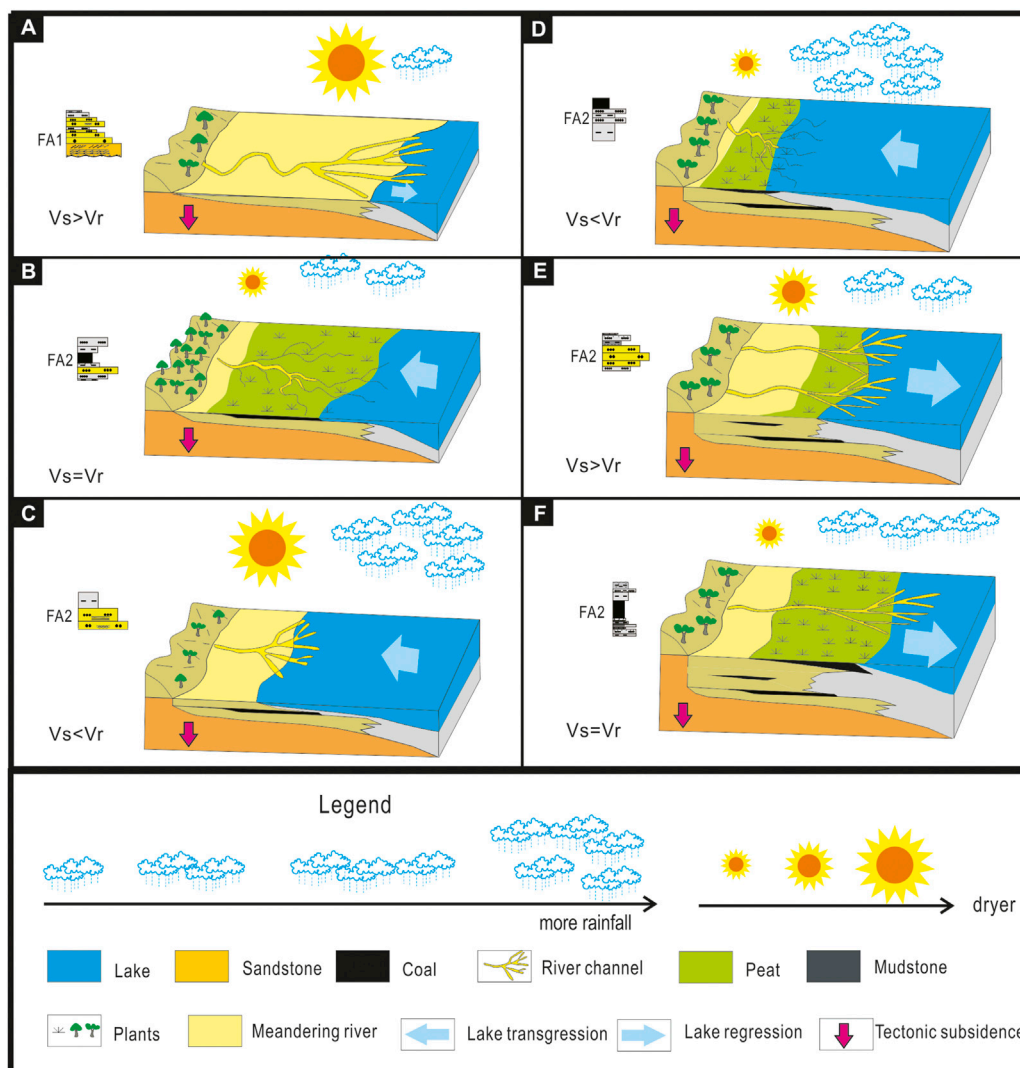 A
FA1
Vs>Vr
B
FA2
Vs=Vr
C
FA2
Vs<Vr
D
FA2
Vs<Vr
E
FA2
Vs>Vr
F
FA2
Vs=Vr
Legend
more rainfall
dryer
Lake
Sandstone
Coal
River channel
Peat
Mudstone
Plants
Meandering river
Lake transgression
Lake regression
Tectonic subsidence